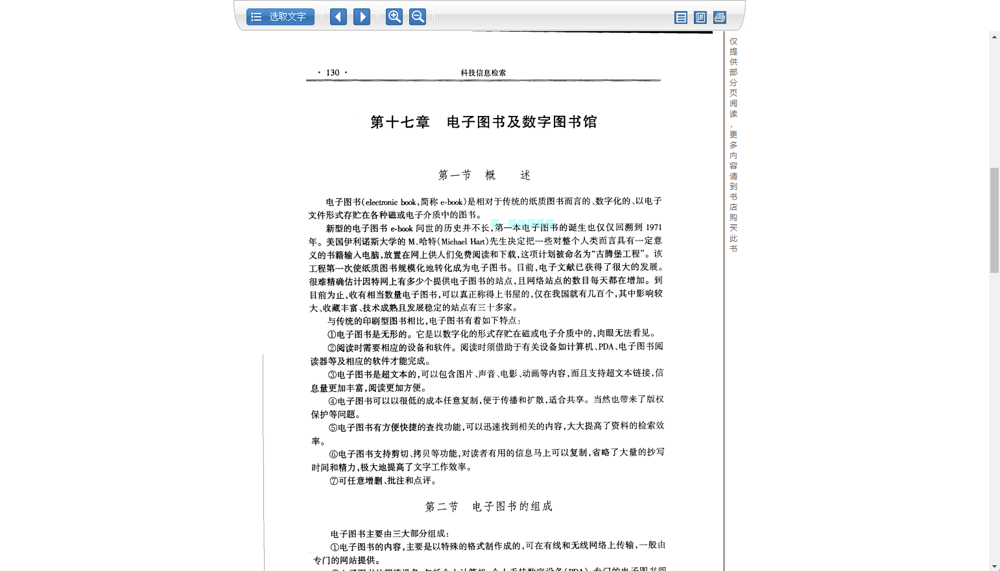 选取文字
· 130 ·
科技信息检索
第十七章 电子图书及数字图书馆
第一节 概 述
电子图书(electronic book,简称 e-book)是相对于传统的纸质图书而言的、数字化的、以电子
文件形式存贮在各种磁或电子介质中的图书。
新型的电子图书 e-book 问世的历史并不长,第一本电子图书的诞生也仅仅回溯到 1971
年。美国伊利诺斯大学的 M.哈特(Michael Hart)先生决定把一些对整个人类而言具有一定意
义的书籍输入电脑,放置在网上供人们免费阅读和下载,这项计划被命名为“古腾堡工程”。该
工程第一次使纸质图书规模化地转化成为电子图书。目前,电子文献已获得了很大的发展。
很难精确估计因特网上有多少个提供电子图书的站点,且网络站点的数目每天都在增加。到
目前为止,收有相当数量电子图书,可以真正称得上书屋的,仅在我国就有几百个,其中影响较
大、收藏丰富、技术成熟且发展稳定的站点有三十多家。
与传统的印刷型图书相比,电子图书有着如下特点:
①电子图书是无形的。它是以数字化的形式存贮在磁或电子介质中的,肉眼无法看见。
②阅读时需要相应的设备和软件。阅读时须借助于有关设备如计算机、PDA、电子图书阅
读器等及相应的软件才能完成。
③电子图书是超文本的,可以包含图片、声音、电影、动画等内容,而且支持超文本链接,信
息量更加丰富,阅读更加方便。
④电子图书可以以很低的成本任意复制,便于传播和扩散,适合共享。当然也带来了版权
保护等问题。
⑤电子图书有方便快捷的查找功能,可以迅速找到相关的内容,大大提高了资料的检索效
率。
⑥电子图书支持剪切、拷贝等功能,对读者有用的信息马上可以复制,省略了大量的抄写
时间和精力,极大地提高了文字工作效率。
⑦可任意增删、批注和点评。
第二节 电子图书的组成
电子图书主要由三大部分组成:
①电子图书的内容,主要是以特殊的格式制作成的,可在有线和无线网络上传输,一般由
专门的网站提供。
仅提供部分页阅读,更多内容请到书店购买此书